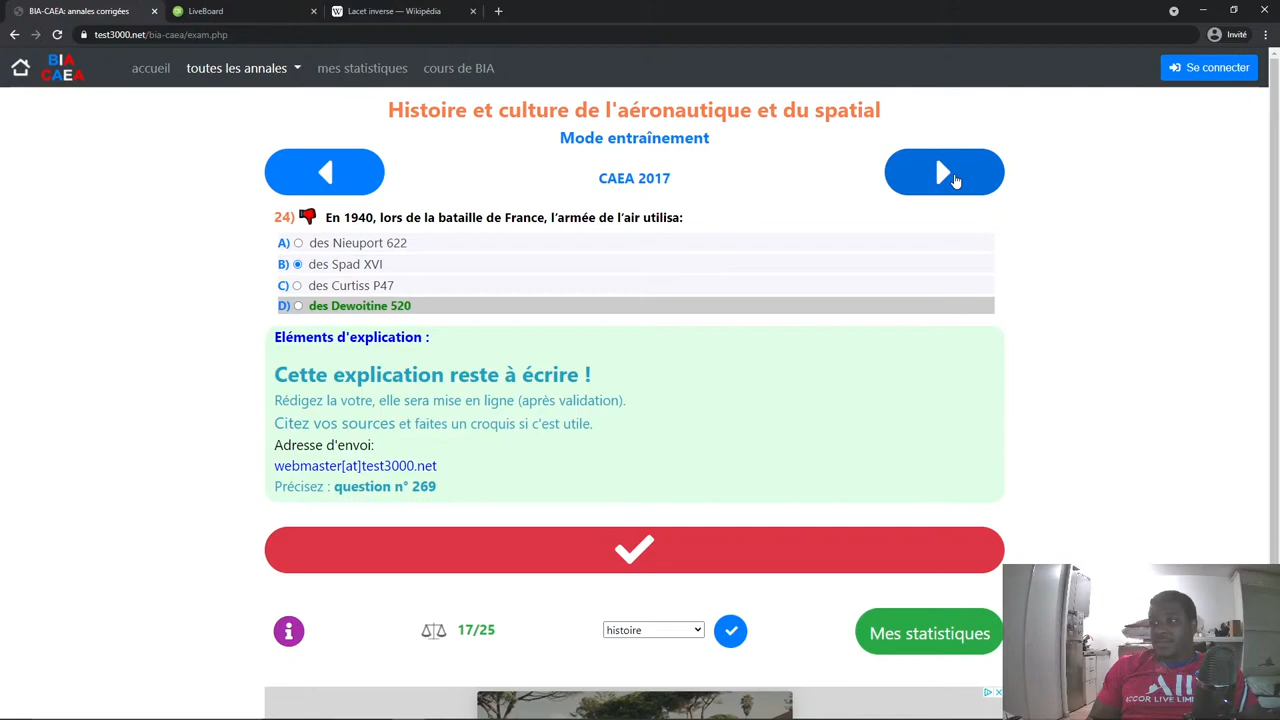 BIA-CAEA: annales corrigées
LiveBoard
Lacet inverse — Wikipédia
test3000.net/bia-caea/exam.php
Invité
BIA
CAEA
accueil
toutes les annales
mes statistiques
cours de BIA
Se connecter
Histoire et culture de l'aéronautique et du spatial
Mode entraînement
CAEA 2017
24) En 1940, lors de la bataille de France, l'armée de l'air utilisa:
A) des Nieuport 622
B) des Spad XVI
C) des Curtiss P47
D) des Dewoitine 520
Eléments d'explication :
Cette explication reste à écrire !
Rédigez la votre, elle sera mise en ligne (après validation).
Citez vos sources et faites un croquis si c'est utile.
Adresse d'envoi:
webmaster[at]test3000.net
Précisez : question n° 269
17/25
histoire
Mes statistiques
ALL
ACCOR LIVE LIMI